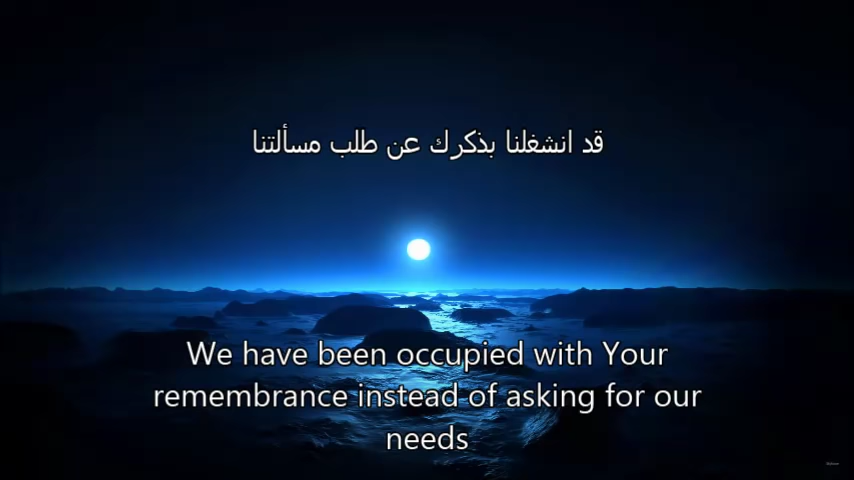 قد انشغلنا بذكرك عن طلب مسألتنا
We have been occupied with Your
remembrance instead of asking for our
needs